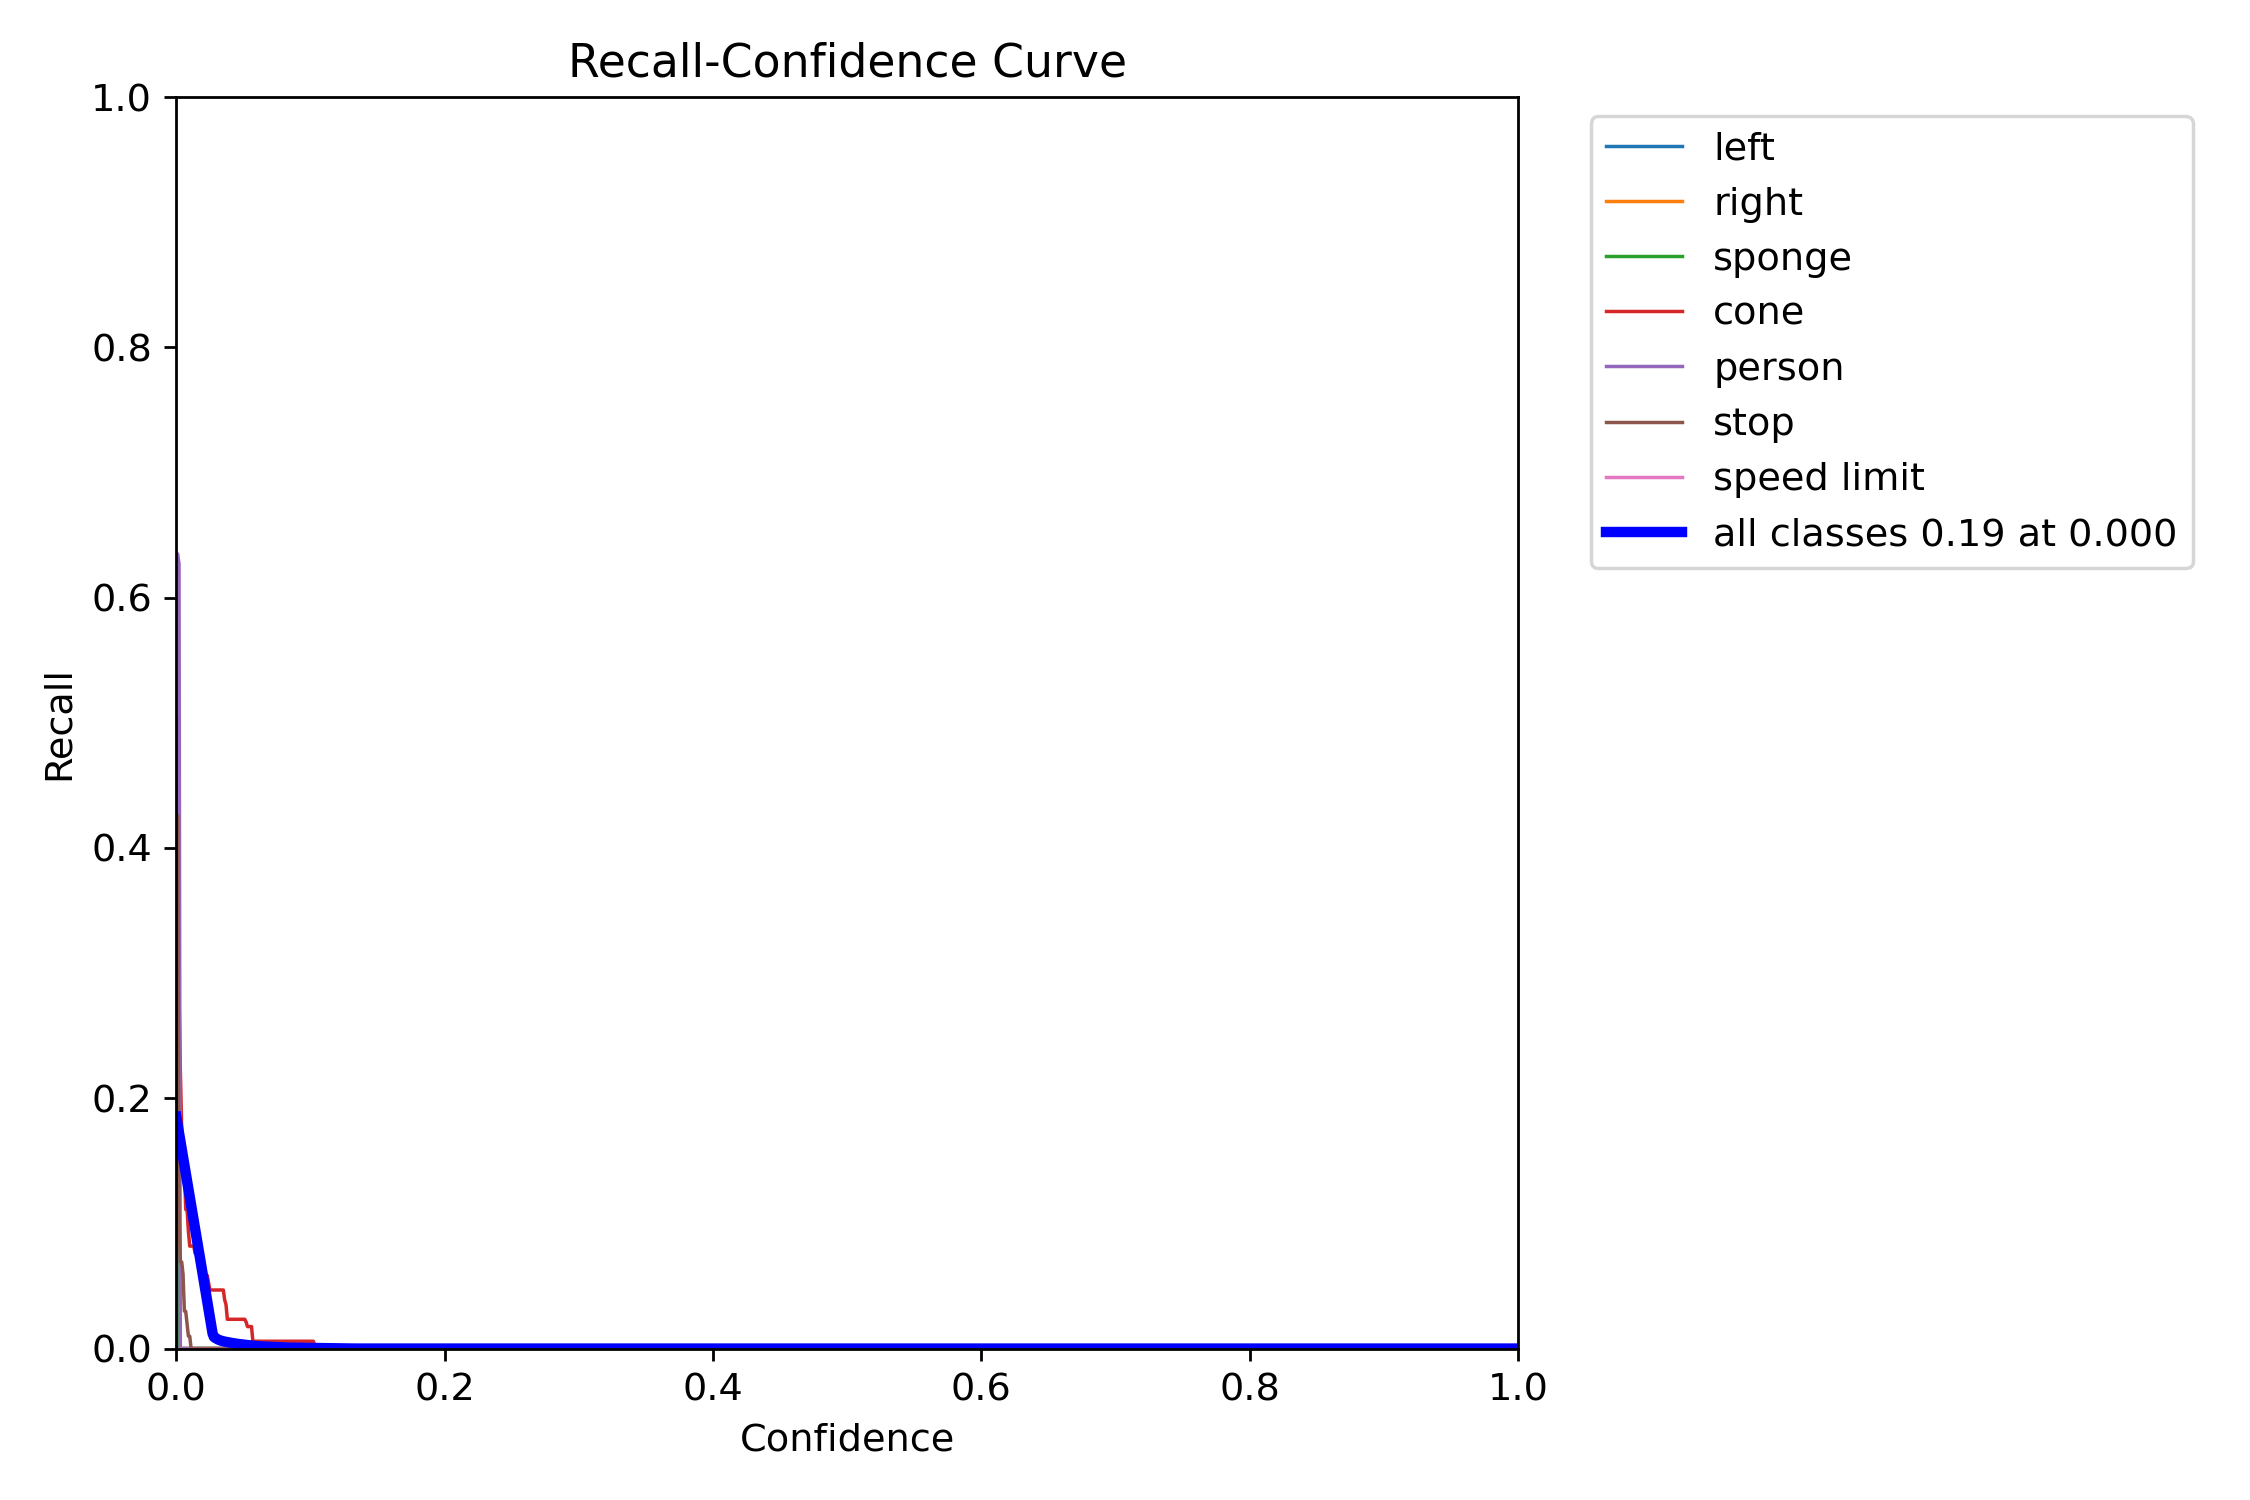 Recall-Confidence Curve
1.0
0.8
0.6
0.4
0.2
0.0
Recall
0.0 0.2 0.4 0.6 0.8 1.0
Confidence
left
right
sponge
cone
person
stop
speed limit
all classes 0.19 at 0.000